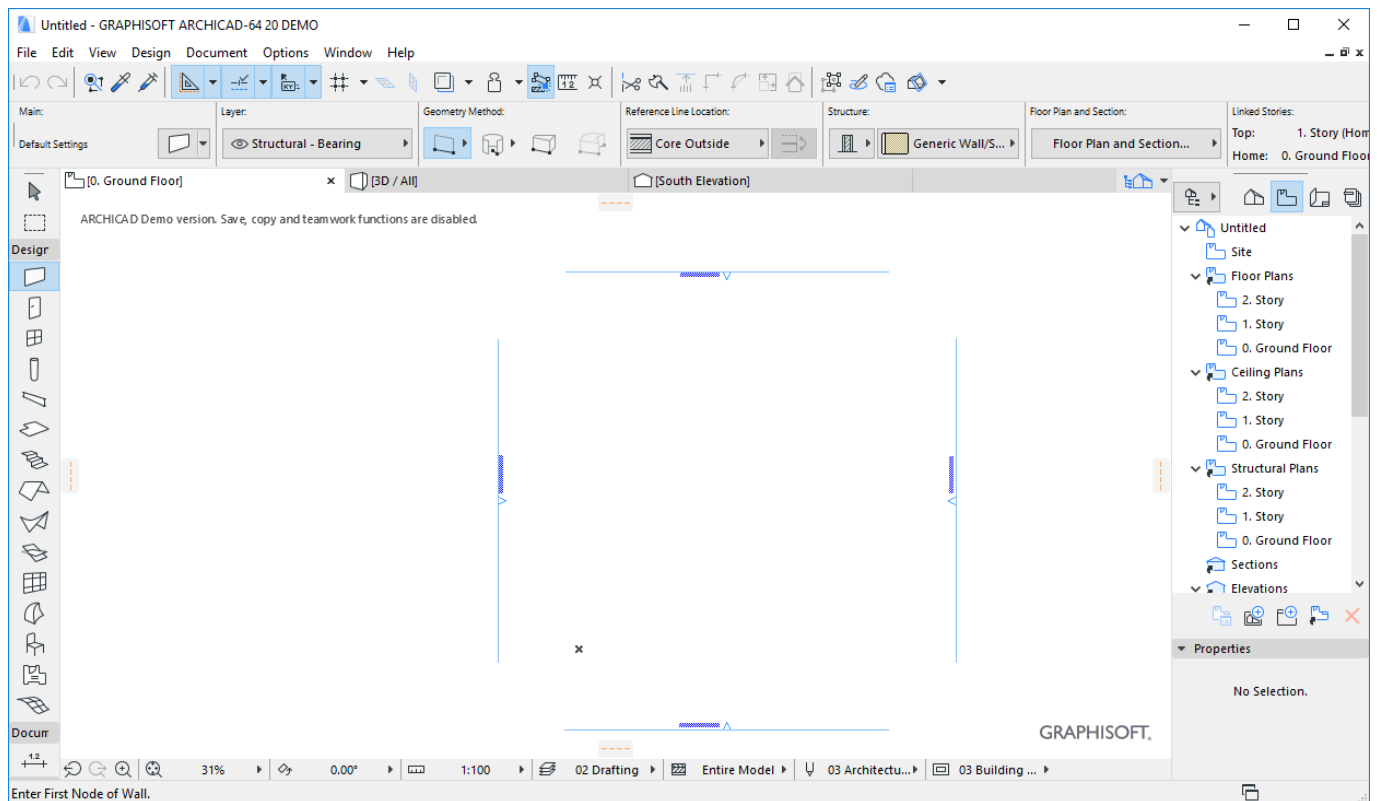 Untitled - GRAPHISOFT ARCHICAD-64 20 DEMO
File Edit View Design Document Options Window Help
Main: Layer: Geometry Method: Reference Line Location: Structure: Floor Plan and Section: Linked Stories:
Default Settings Structural - Bearing Core Outside Generic Wall/S... Floor Plan and Section... Top: 1. Story (Hom
Home: 0. Ground Floor
[0. Ground Floor] [3D / All] [South Elevation]
ARCHICAD Demo version. Save, copy and teamwork functions are disabled.
Design
Untitled
Site
Floor Plans
2. Story
1. Story
0. Ground Floor
Ceiling Plans
2. Story
1. Story
0. Ground Floor
Structural Plans
2. Story
1. Story
0. Ground Floor
Sections
Elevations
Properties
No Selection.
GRAPHISOFT.
Docum
1.2
31% 0.00° 1:100 02 Drafting Entire Model 03 Architectu... 03 Building ...
Enter First Node of Wall.